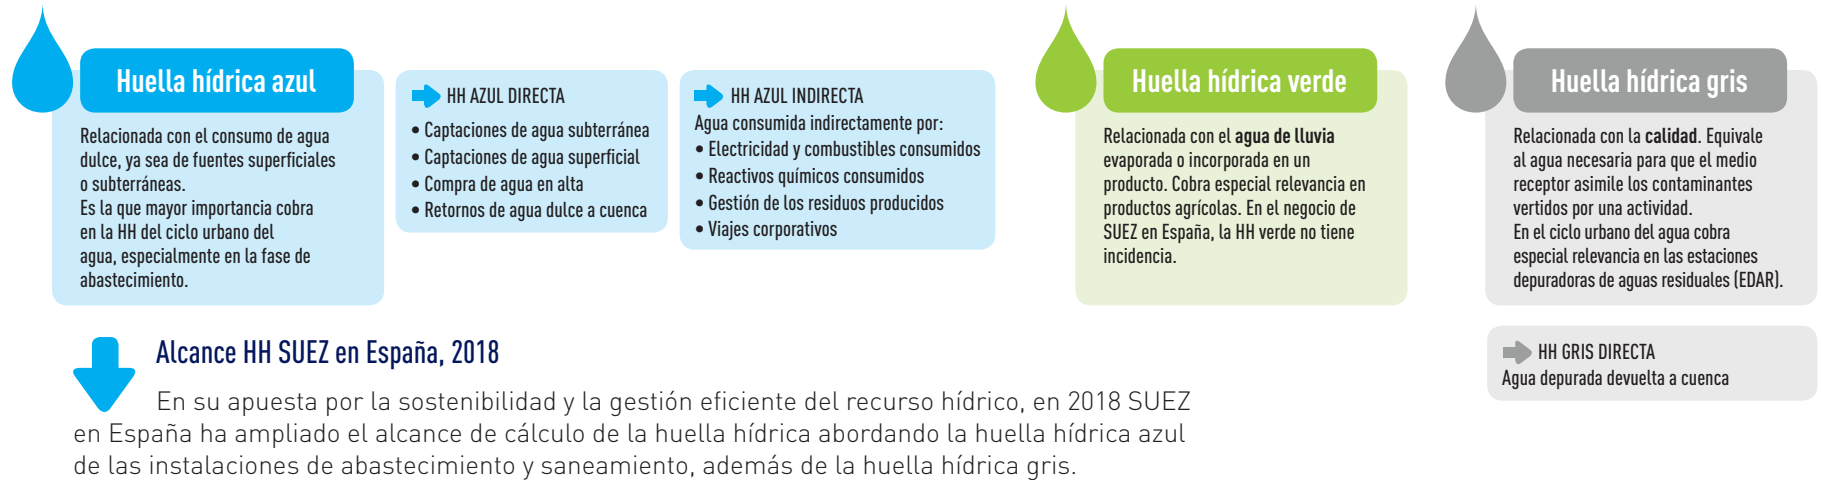 Huella hídrica azul
Relacionada con el consumo de agua
dulce, ya sea de fuentes superficiales
o subterráneas.
Es la que mayor importancia cobra
en la HH del ciclo urbano del
agua, especialmente en la fase de
abastecimiento.
HH AZUL DIRECTA
• Captaciones de agua subterránea
• Captaciones de agua superficial
• Compra de agua en alta
• Retornos de agua dulce a cuenca
HH AZUL INDIRECTA
Agua consumida indirectamente por:
• Electricidad y combustibles consumidos
• Reactivos químicos consumidos
• Gestión de los residuos producidos
• Viajes corporativos
Huella hídrica verde
Relacionada con el agua de lluvia
evaporada o incorporada en un
producto. Cobra especial relevancia en
productos agrícolas. En el negocio de
SUEZ en España, la HH verde no tiene
incidencia.
Huella hídrica gris
Relacionada con la calidad. Equivale
al agua necesaria para que el medio
receptor asimile los contaminantes
vertidos por una actividad.
En el ciclo urbano del agua cobra
especial relevancia en las estaciones
depuradoras de aguas residuales (EDAR).
HH GRIS DIRECTA
Agua depurada devuelta a cuenca
Alcance HH SUEZ en España, 2018
En su apuesta por la sostenibilidad y la gestión eficiente del recurso hídrico, en 2018 SUEZ
en España ha ampliado el alcance de cálculo de la huella hídrica abordando la huella hídrica azul
de las instalaciones de abastecimiento y saneamiento, además de la huella hídrica gris.